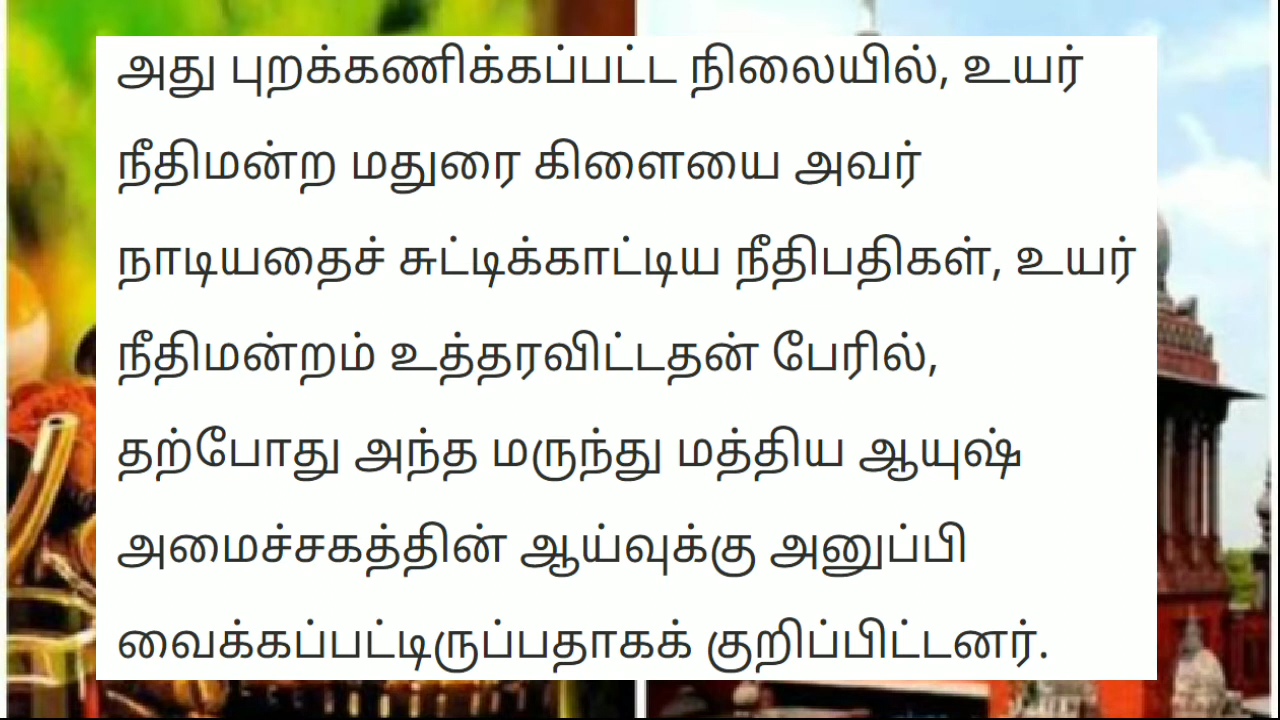 அது புறக்கணிக்கப்பட்ட நிலையில், உயர்
நீதிமன்ற மதுரை கிளையை அவர்
நாடியதைச் சுட்டிக்காட்டிய நீதிபதிகள், உயர்
நீதிமன்றம் உத்தரவிட்டதன் பேரில்,
தற்போது அந்த மருந்து மத்திய ஆயுஷ்
அமைச்சகத்தின் ஆய்வுக்கு அனுப்பி
வைக்கப்பட்டிருப்பதாகக் குறிப்பிட்டனர்.